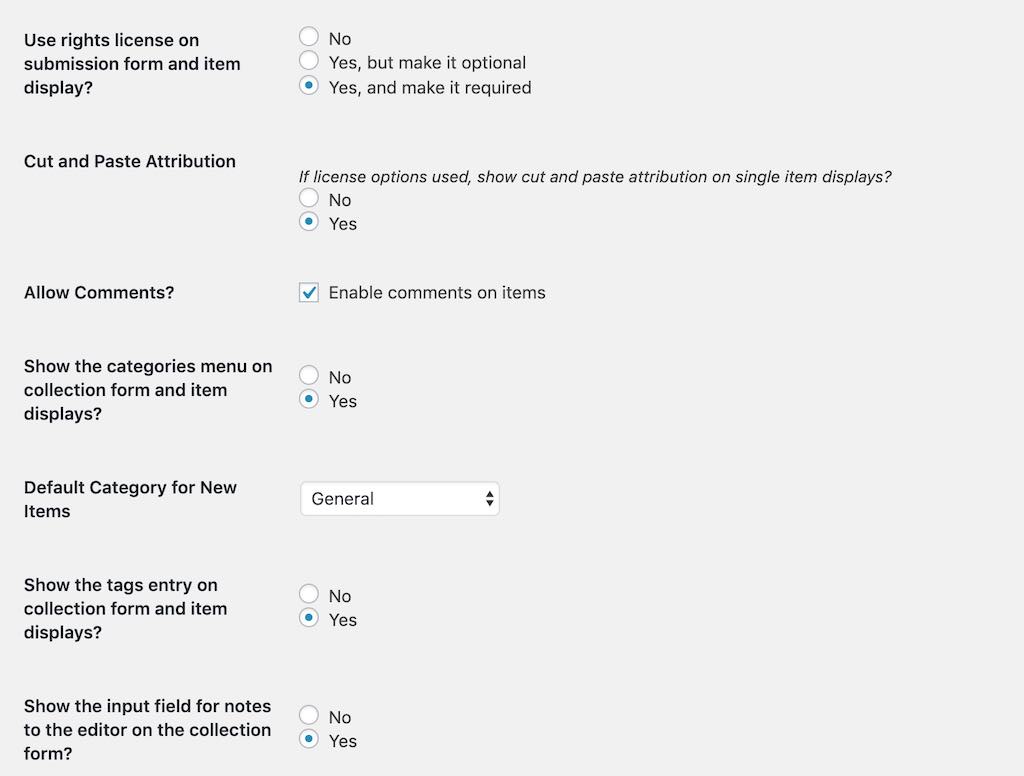 Use rights license on
submission form and item
display?
No
Yes, but make it optional
Yes, and make it required
Cut and Paste Attribution
If license options used, show cut and paste attribution on single item displays?
No
Yes
Allow Comments?
Enable comments on items
Show the categories menu on
collection form and item
displays?
No
Yes
Default Category for New
Items
General
Show the tags entry on
collection form and item
displays?
No
Yes
Show the input field for notes
to the editor on the collection
form?
No
Yes